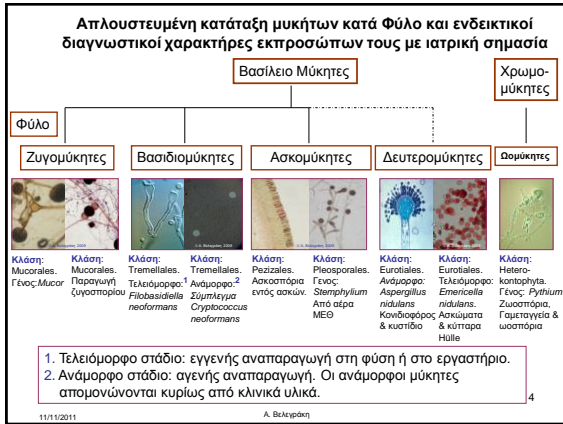 Απλουστευμένη κατάταξη μυκήτων κατά Φύλο και ενδεικτικοί
διαγνωστικοί χαρακτήρες εκπροσώπων τους με ιατρική σημασία
Βασίλειο Μύκητες
Χρωμο-
μύκητες
Φύλο
Ζυγομύκητες
Βασιδιομύκητες
Ασκομύκητες
Δευτερομύκητες
Ωομύκητες
Κλάση:
Mucorales.
Γένος:Mucor
Κλάση:
Mucorales.
Παραγωγή
ζυγοσπορίου
Κλάση:
Tremellales.
Τελειόμορφο:1
Filobasidiella
neoformans
Κλάση:
Tremellales.
Ανάμορφο:2
Σύμπλεγμα
Cryptococcus
neoformans
Κλάση:
Pezizales.
Ασκοσπόρια
εντός ασκών.
Κλάση:
Pleosporales.
Γενος:
Stemphylium
Από αέρα
ΜΕΘ
Κλάση:
Eurotiales.
Ανάμορφο:
Aspergillus
nidulans
Κονιδιοφόρος
& κυστίδιο
Κλάση:
Eurotiales.
Τελειόμορφο:
Emericella
nidulans.
Ασκώματα
& κύτταρα
Hülle
Κλάση:
Hetero-
kontophyta.
Γένος: Pythium
Ζωοσπόρια,
Γαμεταγγεία &
ωοσπόρια
1. Τελειόμορφο στάδιο: εγγενής αναπαραγωγή στη φύση ή στο εργαστήριο.
2. Ανάμορφο στάδιο: αγενής αναπαραγωγή. Οι ανάμορφοι μύκητες
απομονώνονται κυρίως από κλινικά υλικά.
4
11/11/2011
Α. Βελεγράκη